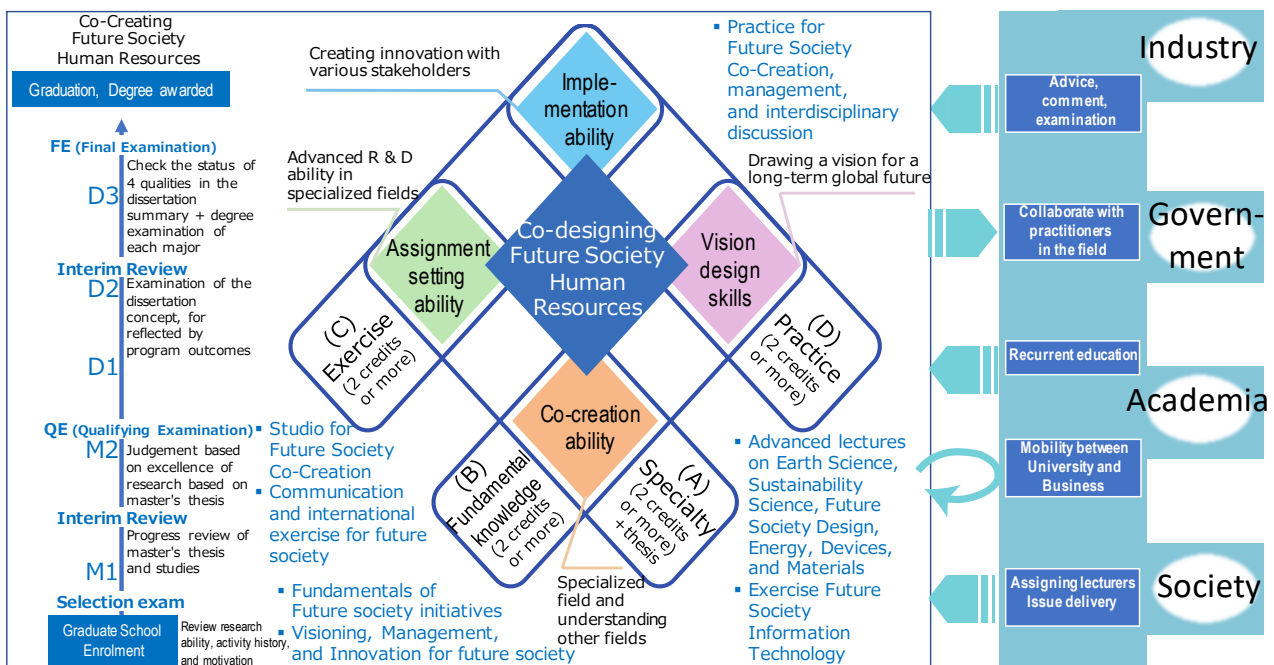 Co-Creating
Future Society
Human Resources
Graduation, Degree awarded
FE (Final Examination)
D3
Check the status of
4 qualities in the
dissertation
summary + degree
examination of
each major
Interim Review
D2
Examination of the
dissertation
concept, for
reflected by
program outcomes
D1
QE (Qualifying Examination)
M2
Judgement based
on excellence of
research based on
master's thesis
Interim Review
Progress review of
master's thesis
and studies
M1
Selection exam
Graduate School
Enrolment
Review research
ability, activity history,
and motivation
Creating innovation with
various stakeholders
Advanced R & D
ability in
specialized fields
Imple-
mentation
ability
Assignment
setting
ability
Co-designing
Future Society
Human
Resources
Vision
design
skills
Co-creation
ability
(C)
Exercise
(2 credits
or more)
(B)
Fundamental
knowledge
(2 credits
or more)
(A)
Specialty
(2 credits
or more)
+thesis
(D)
Practice
(2 credits
or more)
▪ Practice for
Future Society
Co-Creation,
management,
and interdisciplinary
discussion
Drawing a vision for a
long-term global future
▪ Studio for
Future Society
Co-Creation
▪ Communication
and international
exercise for future
society
▪ Fundamentals of
Future society initiatives
▪ Visioning, Management,
and Innovation for future society
Specialized
field and
understanding
other fields
▪ Advanced lectures
on Earth Science,
Sustainability
Science, Future
Society Design,
Energy, Devices,
and Materials
▪ Exercise Future
Society
Information
Technology
Industry
Advice,
comment,
examination
Govern-
ment
Collaborate with
practitioners
in the field
Recurrent education
Academia
Mobility between
University and
Business
Society
Assigning lecturers
Issue delivery